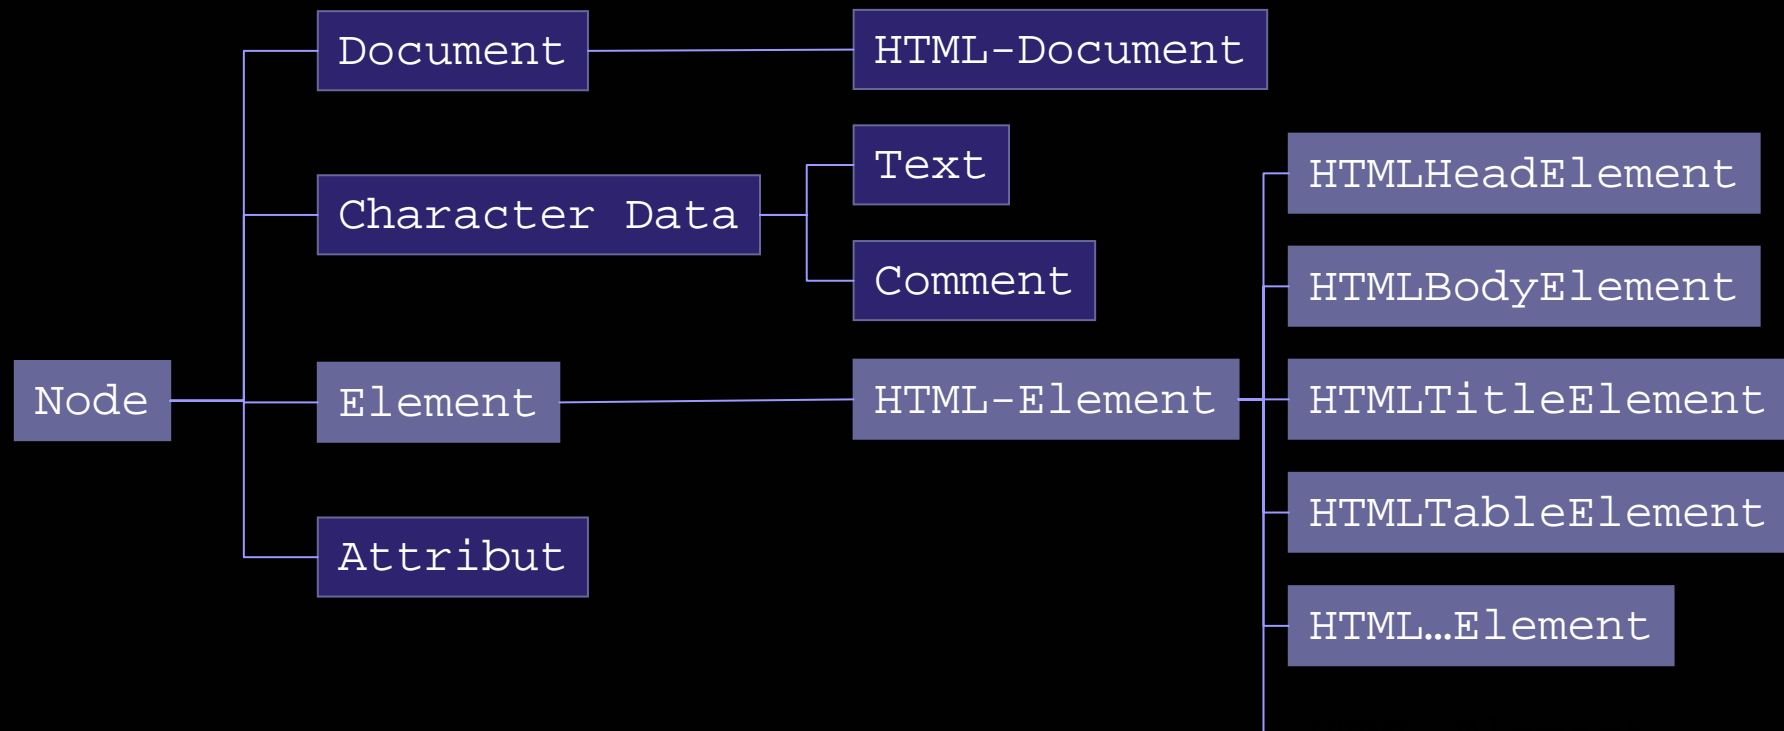 Document
HTML-Document
Text
HTMLHeadElement
Character Data
Comment
HTMLBodyElement
Node
Element
HTML-Element
HTMLTitleElement
HTMLTableElement
Attribut
HTML…Element